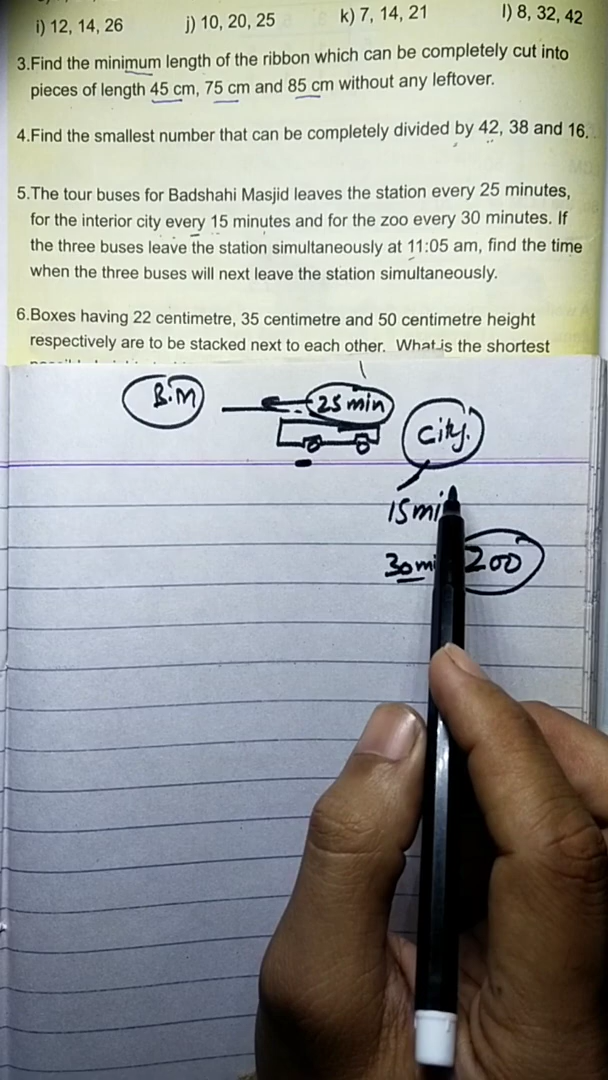 i) 12, 14, 26 j) 10, 20, 25 k) 7, 14, 21 l) 8, 32, 42
3.Find the minimum length of the ribbon which can be completely cut into
pieces of length 45 cm, 75 cm and 85 cm without any leftover.
4.Find the smallest number that can be completely divided by 42, 38 and 16.
5.The tour buses for Badshahi Masjid leaves the station every 25 minutes,
for the interior city every 15 minutes and for the zoo every 30 minutes. If
the three buses leave the station simultaneously at 11:05 am, find the time
when the three buses will next leave the station simultaneously.
6.Boxes having 22 centimetre, 35 centimetre and 50 centimetre height
respectively are to be stacked next to each other. What is the shortest
B.M 25 min
City.
15 mi
30 mi Zoo